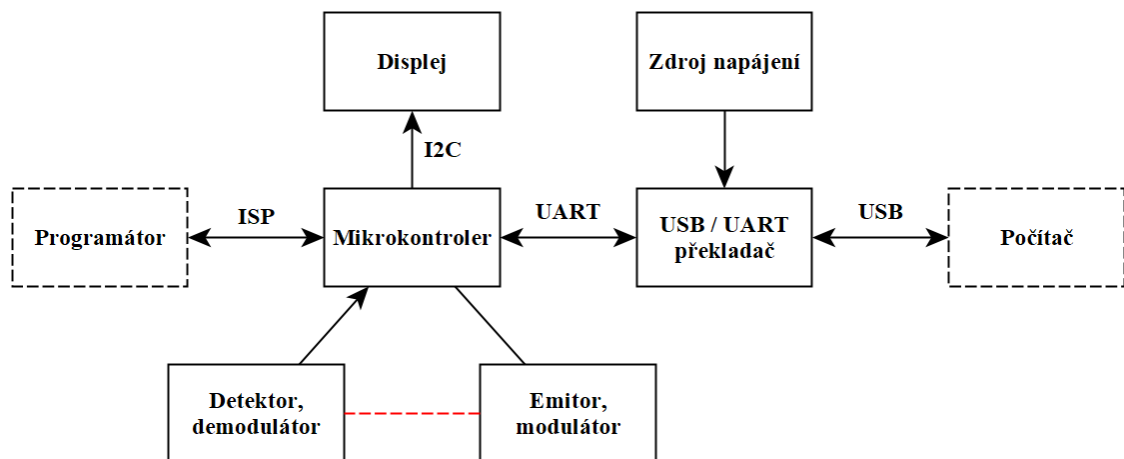 Displej
Zdroj napájení
I2C
Programátor
ISP
Mikrokontroler
UART
USB / UART
překladač
USB
Počítač
Detektor,
demodulátor
Emitor,
modulátor